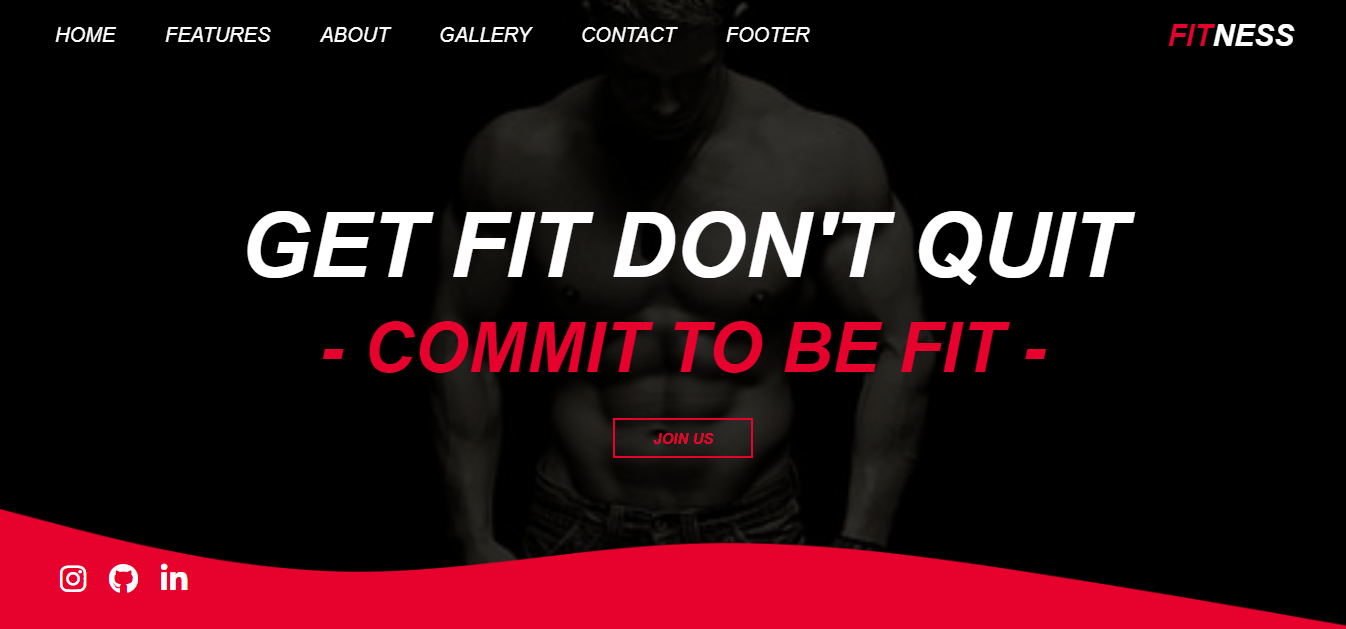 HOME FEATURES ABOUT GALLERY CONTACT FOOTER FITNESS
GET FIT DON'T QUIT
- COMMIT TO BE FIT -
JOIN US